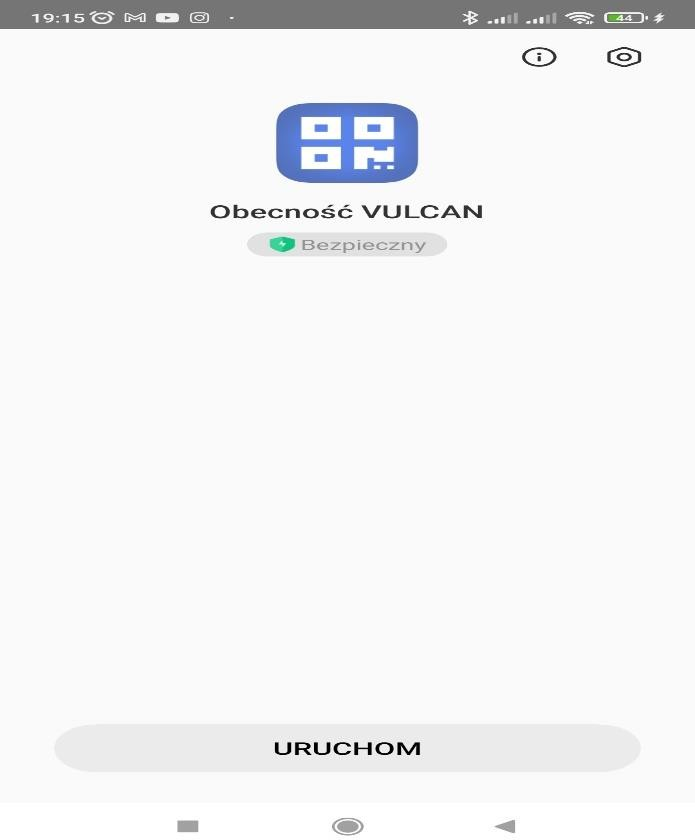 19:15
44
Obecność VULCAN
Bezpieczny
URUCHOM